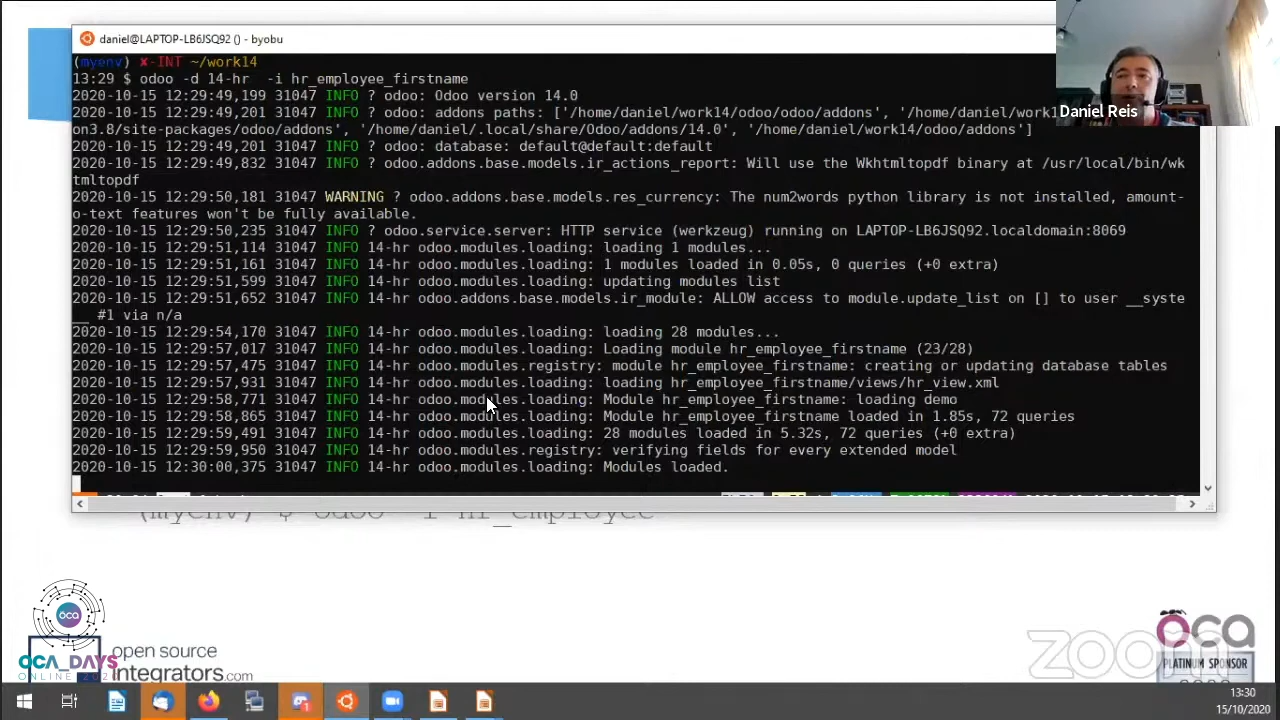 daniel@LAPTOP-LB6JSQ92 () - byobu
(myenv) ✘-INT ~/work14
13:29 $ odoo -d 14-hr  -i hr_employee_firstname
2020-10-15 12:29:49,199 31047 INFO ? odoo: Odoo version 14.0
2020-10-15 12:29:49,201 31047 INFO ? odoo: addons paths: ['/home/daniel/work14/odoo/odoo/addons', '/home/daniel/work1
on3.8/site-packages/odoo/addons', '/home/daniel/.local/share/Odoo/addons/14.0', '/home/daniel/work14/odoo/addons']
2020-10-15 12:29:49,201 31047 INFO ? odoo: database: default@default:default
2020-10-15 12:29:49,832 31047 INFO ? odoo.addons.base.models.ir_actions_report: Will use the Wkhtmltopdf binary at /usr/local/bin/wk
tmltopdf
2020-10-15 12:29:50,181 31047 WARNING ? odoo.addons.base.models.res_currency: The num2words python library is not installed, amount-
o-text features won't be fully available.
2020-10-15 12:29:50,235 31047 INFO ? odoo.service.server: HTTP service (werkzeug) running on LAPTOP-LB6JSQ92.localdomain:8069
2020-10-15 12:29:51,114 31047 INFO 14-hr odoo.modules.loading: loading 1 modules...
2020-10-15 12:29:51,161 31047 INFO 14-hr odoo.modules.loading: 1 modules loaded in 0.05s, 0 queries (+0 extra)
2020-10-15 12:29:51,599 31047 INFO 14-hr odoo.modules.loading: updating modules list
2020-10-15 12:29:51,652 31047 INFO 14-hr odoo.addons.base.models.ir_module: ALLOW access to module.update_list on [] to user __syste
__ #1 via n/a
2020-10-15 12:29:54,170 31047 INFO 14-hr odoo.modules.loading: loading 28 modules...
2020-10-15 12:29:57,017 31047 INFO 14-hr odoo.modules.loading: Loading module hr_employee_firstname (23/28)
2020-10-15 12:29:57,475 31047 INFO 14-hr odoo.modules.registry: module hr_employee_firstname: creating or updating database tables
2020-10-15 12:29:57,931 31047 INFO 14-hr odoo.modules.loading: loading hr_employee_firstname/views/hr_view.xml
2020-10-15 12:29:58,771 31047 INFO 14-hr odoo.modules.loading: Module hr_employee_firstname: loading demo
2020-10-15 12:29:58,865 31047 INFO 14-hr odoo.modules.loading: Module hr_employee_firstname loaded in 1.85s, 72 queries
2020-10-15 12:29:59,491 31047 INFO 14-hr odoo.modules.loading: 28 modules loaded in 5.32s, 72 queries (+0 extra)
2020-10-15 12:29:59,950 31047 INFO 14-hr odoo.modules.registry: verifying fields for every extended model
2020-10-15 12:30:00,375 31047 INFO 14-hr odoo.modules.loading: Modules loaded.
Daniel Reis
(myenv) $ odoo -i hr_employee
oca
OCA_DAYS
open source
integrators.com
zoom
oca
PLATINUM SPONSOR
13:30
15/10/2020